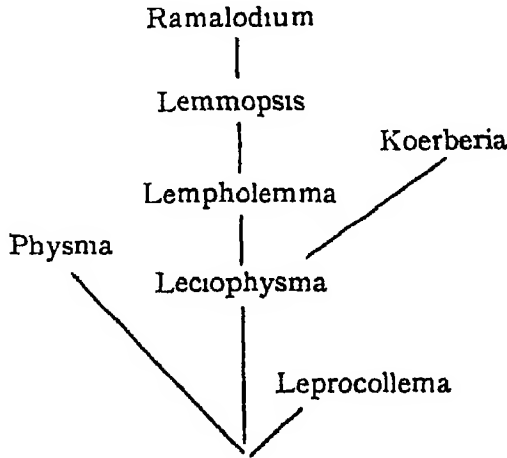 Ramalodium
Lemmopsis
Koerberia
Lempholemma
Physma
Leciophysma
Leprocollema